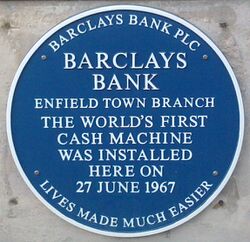 BARCLAYS BANK PLC
BARCLAYS
BANK
ENFIELD TOWN BRANCH
THE WORLD'S FIRST
CASH MACHINE
WAS INSTALLED
HERE ON
27 JUNE 1967
LIVES MADE MUCH EASIER